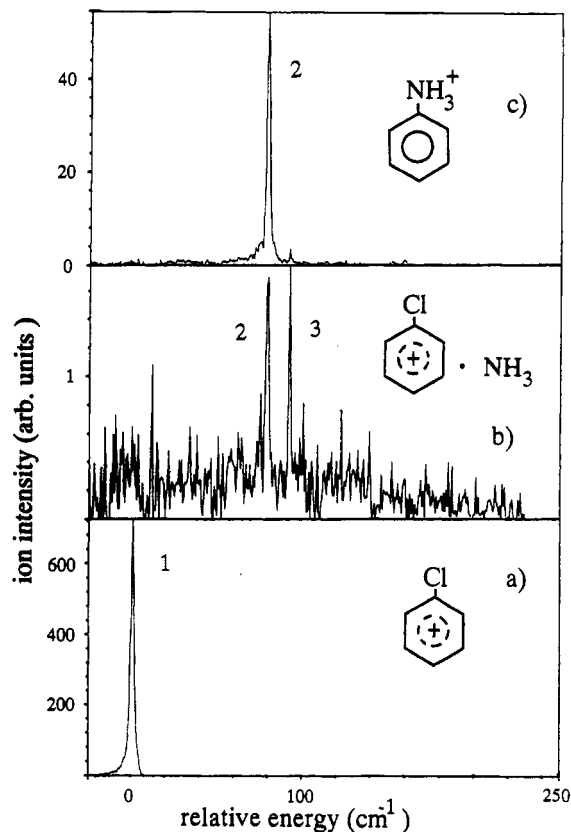 ion intensity (arb. units)
40
20
0
2
NH₃⁺
c)
1
2
3
Cl
+
· NH₃
b)
600
400
200
1
Cl
+
a)
0
100
250
relative energy (cm⁻¹)